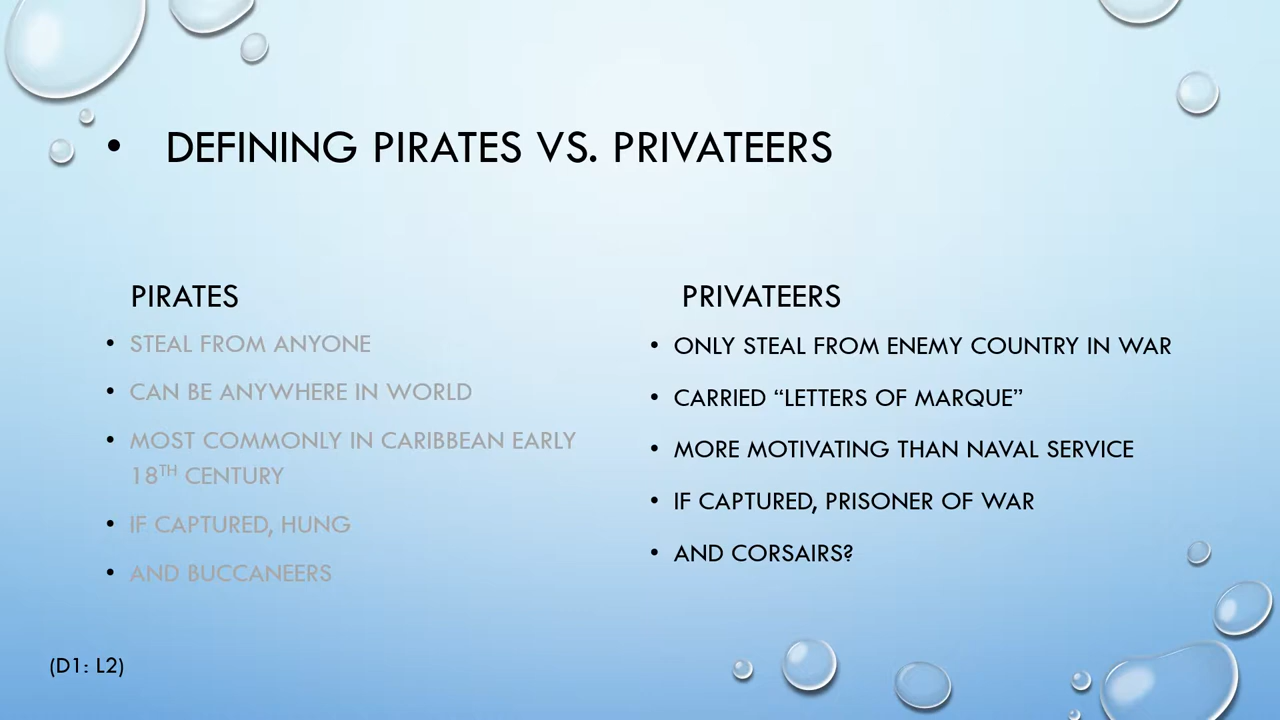 • DEFINING PIRATES VS. PRIVATEERS
PIRATES
• STEAL FROM ANYONE
• CAN BE ANYWHERE IN WORLD
• MOST COMMONLY IN CARIBBEAN EARLY
18TH CENTURY
• IF CAPTURED, HUNG
• AND BUCCANEERS
PRIVATEERS
• ONLY STEAL FROM ENEMY COUNTRY IN WAR
• CARRIED “LETTERS OF MARQUE”
• MORE MOTIVATING THAN NAVAL SERVICE
• IF CAPTURED, PRISONER OF WAR
• AND CORSAIRS?
(D1: L2)